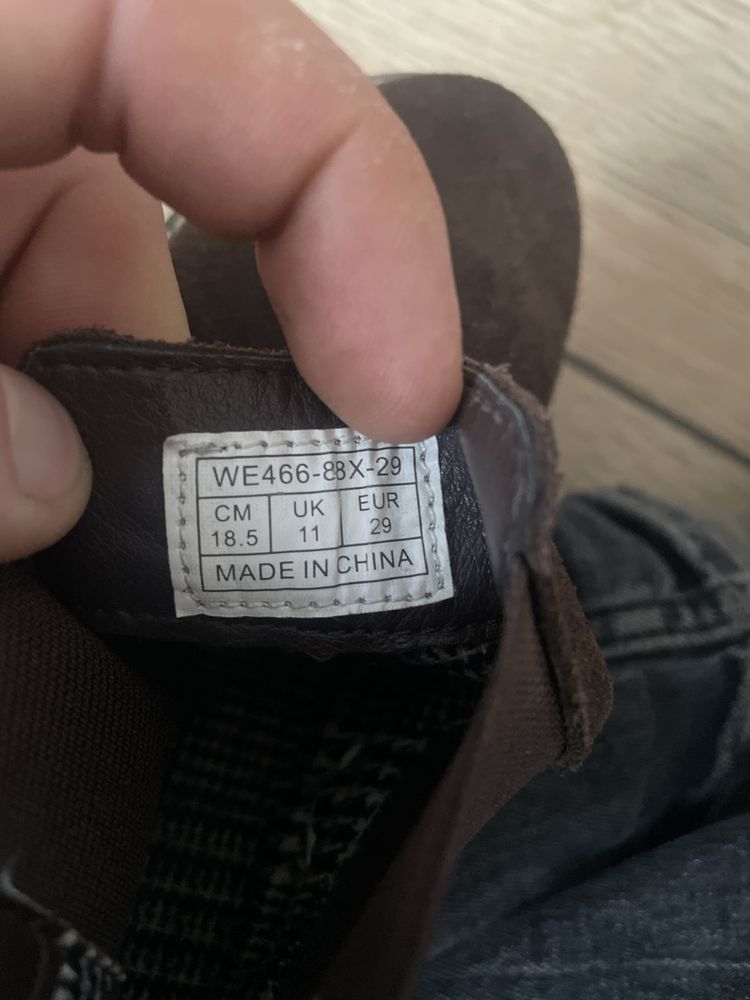 WE466-88X-29
CM UK EUR
18.5 11 29
MADE IN CHINA